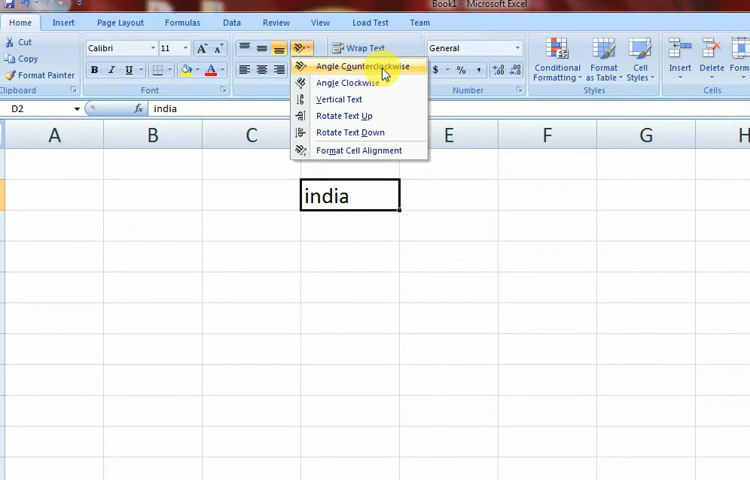 Book1 - Microsoft Excel
Home Insert Page Layout Formulas Data Review View Load Test Team
Cut
Copy
Format Painter
Clipboard
Calibri 11 A A
B I U A
Font
Wrap Text
General
$ % ,
Number
Conditional Formatting
Format as Table
Cell Styles
Styles
Insert Delete
Cells
Angle Counterclockwise
Angle Clockwise
Vertical Text
Rotate Text Up
Rotate Text Down
Format Cell Alignment
D2 fx india
A B C E F G H
india